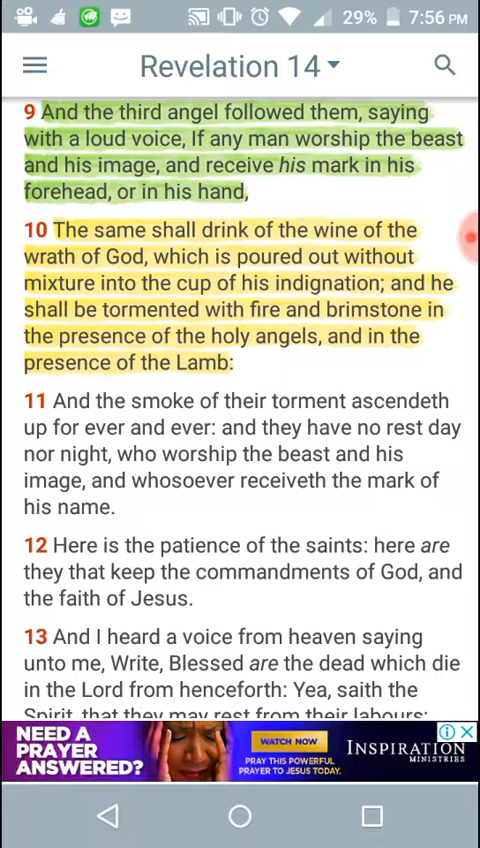 29% 7:56 PM
Revelation 14
9 And the third angel followed them, saying
with a loud voice, If any man worship the beast
and his image, and receive his mark in his
forehead, or in his hand,
10 The same shall drink of the wine of the
wrath of God, which is poured out without
mixture into the cup of his indignation; and he
shall be tormented with fire and brimstone in
the presence of the holy angels, and in the
presence of the Lamb:
11 And the smoke of their torment ascendeth
up for ever and ever: and they have no rest day
nor night, who worship the beast and his
image, and whosoever receiveth the mark of
his name.
12 Here is the patience of the saints: here are
they that keep the commandments of God, and
the faith of Jesus.
13 And I heard a voice from heaven saying
unto me, Write, Blessed are the dead which die
in the Lord from henceforth: Yea, saith the
Spirit, that they may rest from their labours;
NEED A
PRAYER
ANSWERED?
WATCH NOW
PRAY THIS POWERFUL
PRAYER TO JESUS TODAY.
INSPIRATION
MINISTRIES